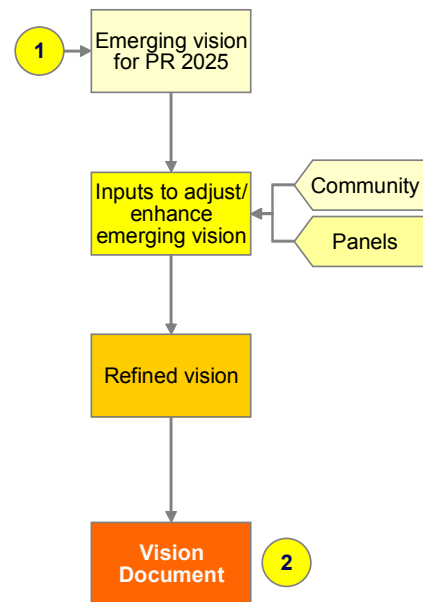 1
Emerging vision
for PR 2025
Inputs to adjust/
enhance
emerging vision
Community
Panels
Refined vision
Vision
Document
2